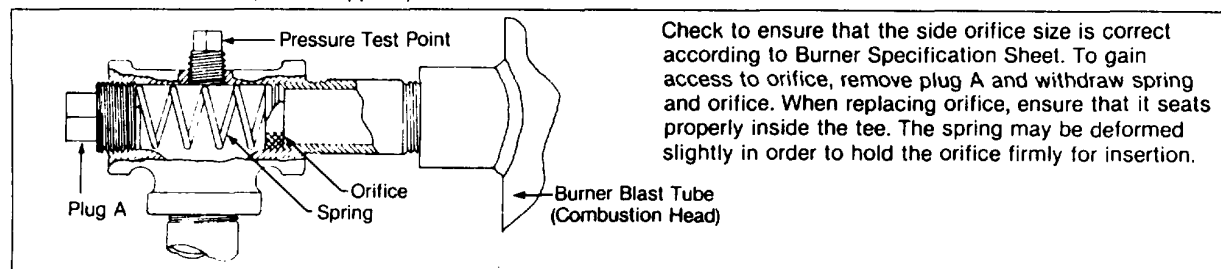 Pressure Test Point
Plug A
Orifice
Spring
Burner Blast Tube
(Combustion Head)
Check to ensure that the side orifice size is correct
according to Burner Specification Sheet. To gain
access to orifice, remove plug A and withdraw spring
and orifice. When replacing orifice, ensure that it seats
properly inside the tee. The spring may be deformed
slightly in order to hold the orifice firmly for insertion.